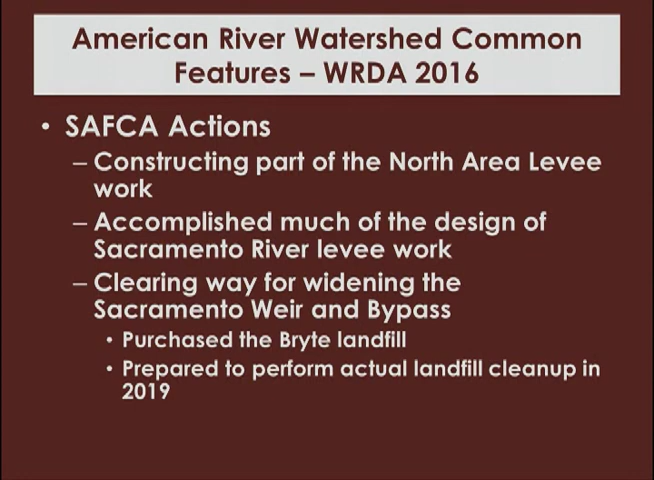 American River Watershed Common
Features – WRDA 2016
• SAFCA Actions
– Constructing part of the North Area Levee
work
– Accomplished much of the design of
Sacramento River levee work
– Clearing way for widening the
Sacramento Weir and Bypass
• Purchased the Bryte landfill
• Prepared to perform actual landfill cleanup in
2019